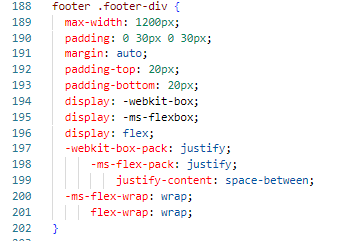 188 footer .footer-div {
189 max-width: 1200px;
190 padding: 0 30px 0 30px;
191 margin: auto;
192 padding-top: 20px;
193 padding-bottom: 20px;
194 display: -webkit-box;
195 display: -ms-flexbox;
196 display: flex;
197 -webkit-box-pack: justify;
198 -ms-flex-pack: justify;
199 justify-content: space-between;
200 -ms-flex-wrap: wrap;
201 flex-wrap: wrap;
202 }